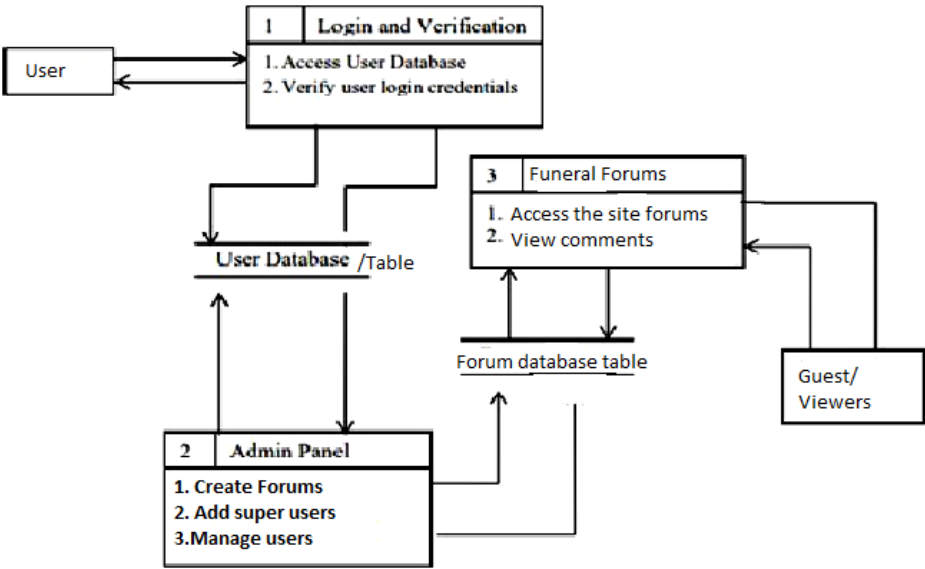 1 Login and Verification
1. Access User Database
2. Verify user login credentials
User
3 Funeral Forums
1. Access the site forums
2. View comments
User Database /Table
Forum database table
Guest/
Viewers
2 Admin Panel
1. Create Forums
2. Add super users
3.Manage users